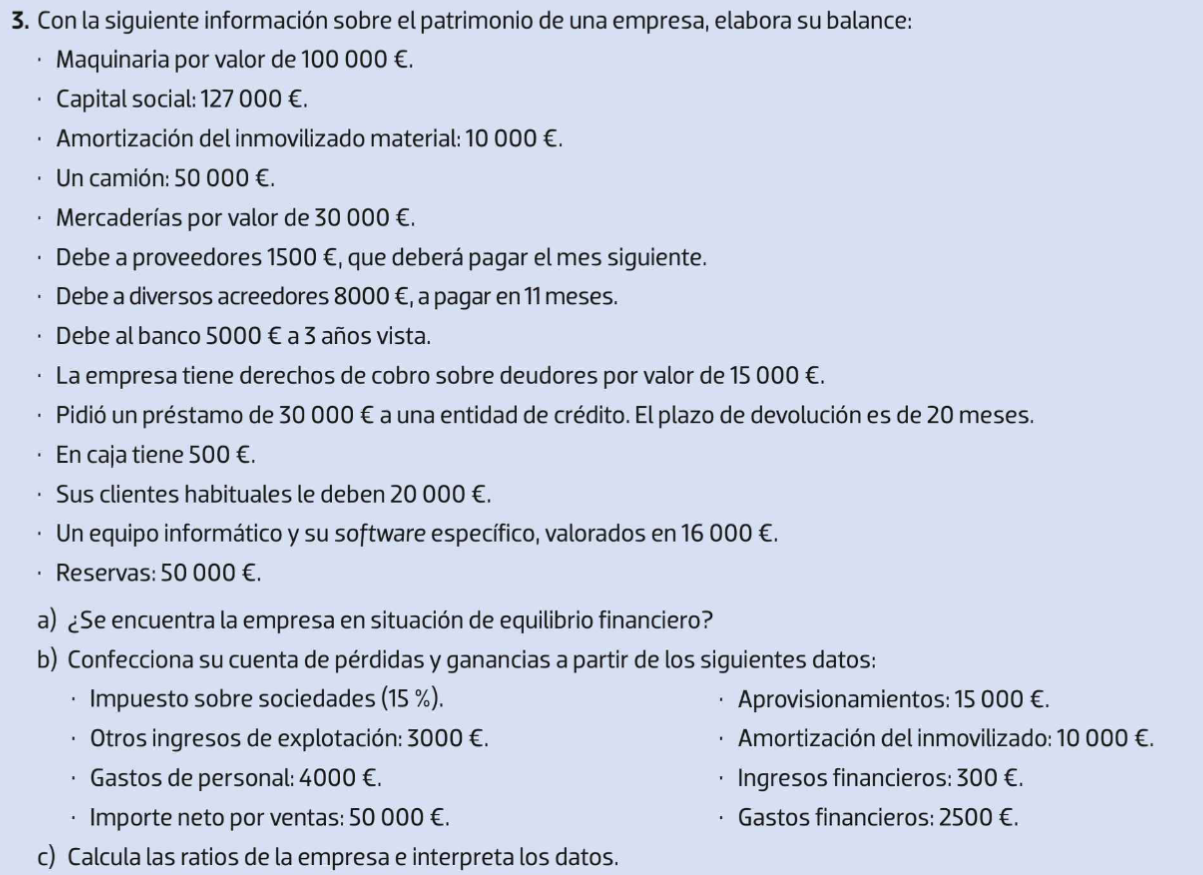 3. Con la siguiente información sobre el patrimonio de una empresa, elabora su balance:
· Maquinaria por valor de 100 000 €.
· Capital social: 127 000 €.
· Amortización del inmovilizado material: 10 000 €.
· Un camión: 50 000 €.
· Mercaderías por valor de 30 000 €.
· Debe a proveedores 1500 €, que deberá pagar el mes siguiente.
· Debe a diversos acreedores 8000 €, a pagar en 11 meses.
· Debe al banco 5000 € a 3 años vista.
· La empresa tiene derechos de cobro sobre deudores por valor de 15 000 €.
· Pidió un préstamo de 30 000 € a una entidad de crédito. El plazo de devolución es de 20 meses.
· En caja tiene 500 €.
· Sus clientes habituales le deben 20 000 €.
· Un equipo informático y su software específico, valorados en 16 000 €.
· Reservas: 50 000 €.
a) ¿Se encuentra la empresa en situación de equilibrio financiero?
b) Confecciona su cuenta de pérdidas y ganancias a partir de los siguientes datos:
· Impuesto sobre sociedades (15 %).
· Otros ingresos de explotación: 3000 €.
· Gastos de personal: 4000 €.
· Importe neto por ventas: 50 000 €.
· Aprovisionamientos: 15 000 €.
· Amortización del inmovilizado: 10 000 €.
· Ingresos financieros: 300 €.
· Gastos financieros: 2500 €.
c) Calcula las ratios de la empresa e interpreta los datos.